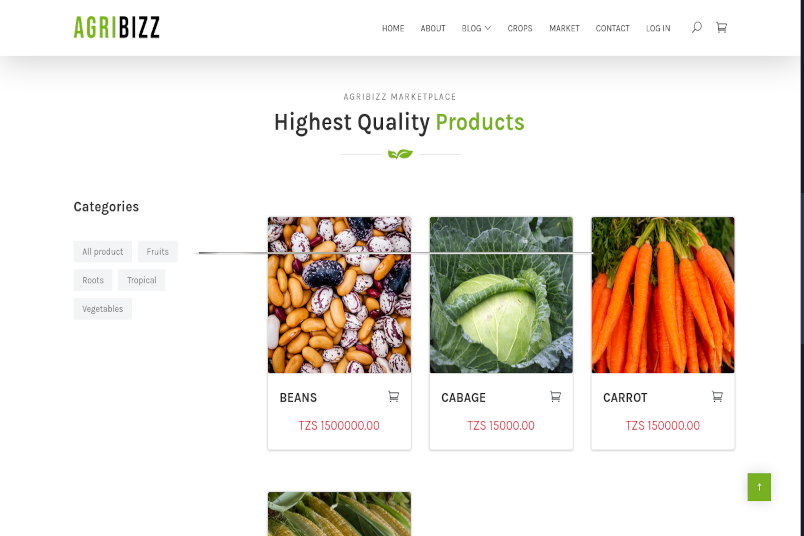 AGRIBIZZ
HOME ABOUT BLOG CROPS MARKET CONTACT LOG IN
AGRIBIZZ MARKETPLACE
Highest Quality Products
Categories
All product Fruits
Roots Tropical
Vegetables
BEANS
TZS 1500000.00
CABAGE
TZS 15000.00
CARROT
TZS 150000.00